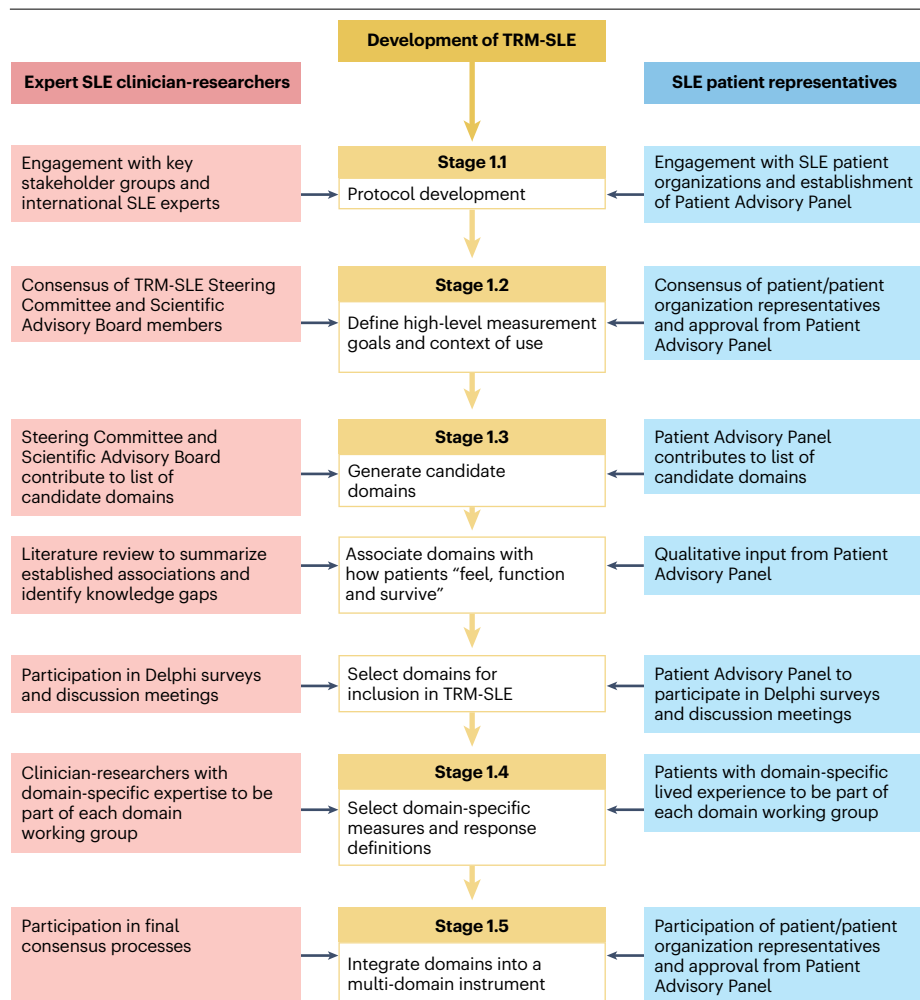 Development of TRM-SLE
Expert SLE clinician-researchers
SLE patient representatives
Engagement with key
stakeholder groups and
international SLE experts
Stage 1.1
Protocol development
Engagement with SLE patient
organizations and establishment
of Patient Advisory Panel
Consensus of TRM-SLE Steering
Committee and Scientific
Advisory Board members
Stage 1.2
Define high-level measurement
goals and context of use
Consensus of patient/patient
organization representatives
and approval from Patient
Advisory Panel
Steering Committee and
Scientific Advisory Board
contribute to list of
candidate domains
Stage 1.3
Generate candidate
domains
Patient Advisory Panel
contributes to list of
candidate domains
Literature review to summarize
established associations and
identify knowledge gaps
Associate domains with
how patients “feel, function
and survive”
Qualitative input from Patient
Advisory Panel
Participation in Delphi surveys
and discussion meetings
Select domains for
inclusion in TRM-SLE
Patient Advisory Panel to
participate in Delphi surveys
and discussion meetings
Clinician-researchers with
domain-specific expertise to be
part of each domain
working group
Stage 1.4
Select domain-specific
measures and response
definitions
Patients with domain-specific
lived experience to be part of
each domain working group
Participation in final
consensus processes
Stage 1.5
Integrate domains into a
multi-domain instrument
Participation of patient/patient
organization representatives
and approval from Patient
Advisory Panel